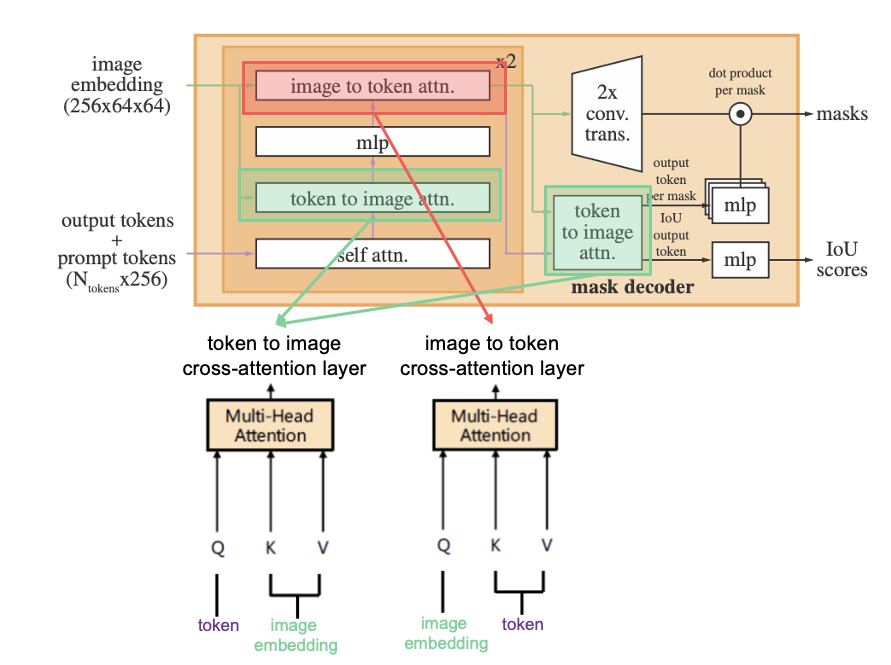 image
embedding
(256x64x64)
output tokens
+
prompt tokens
(Ntokensx256)
x2
image to token attn.
mlp
token to image attn.
self attn.
2x
conv.
trans.
dot product
per mask
masks
output
token
per mask
mlp
token
to image
attn.
IoU
output
token
mlp
IoU
scores
mask decoder
token to image
cross-attention layer
Multi-Head
Attention
Q K V
token
image
embedding
image to token
cross-attention layer
Multi-Head
Attention
Q K V
image
embedding
token